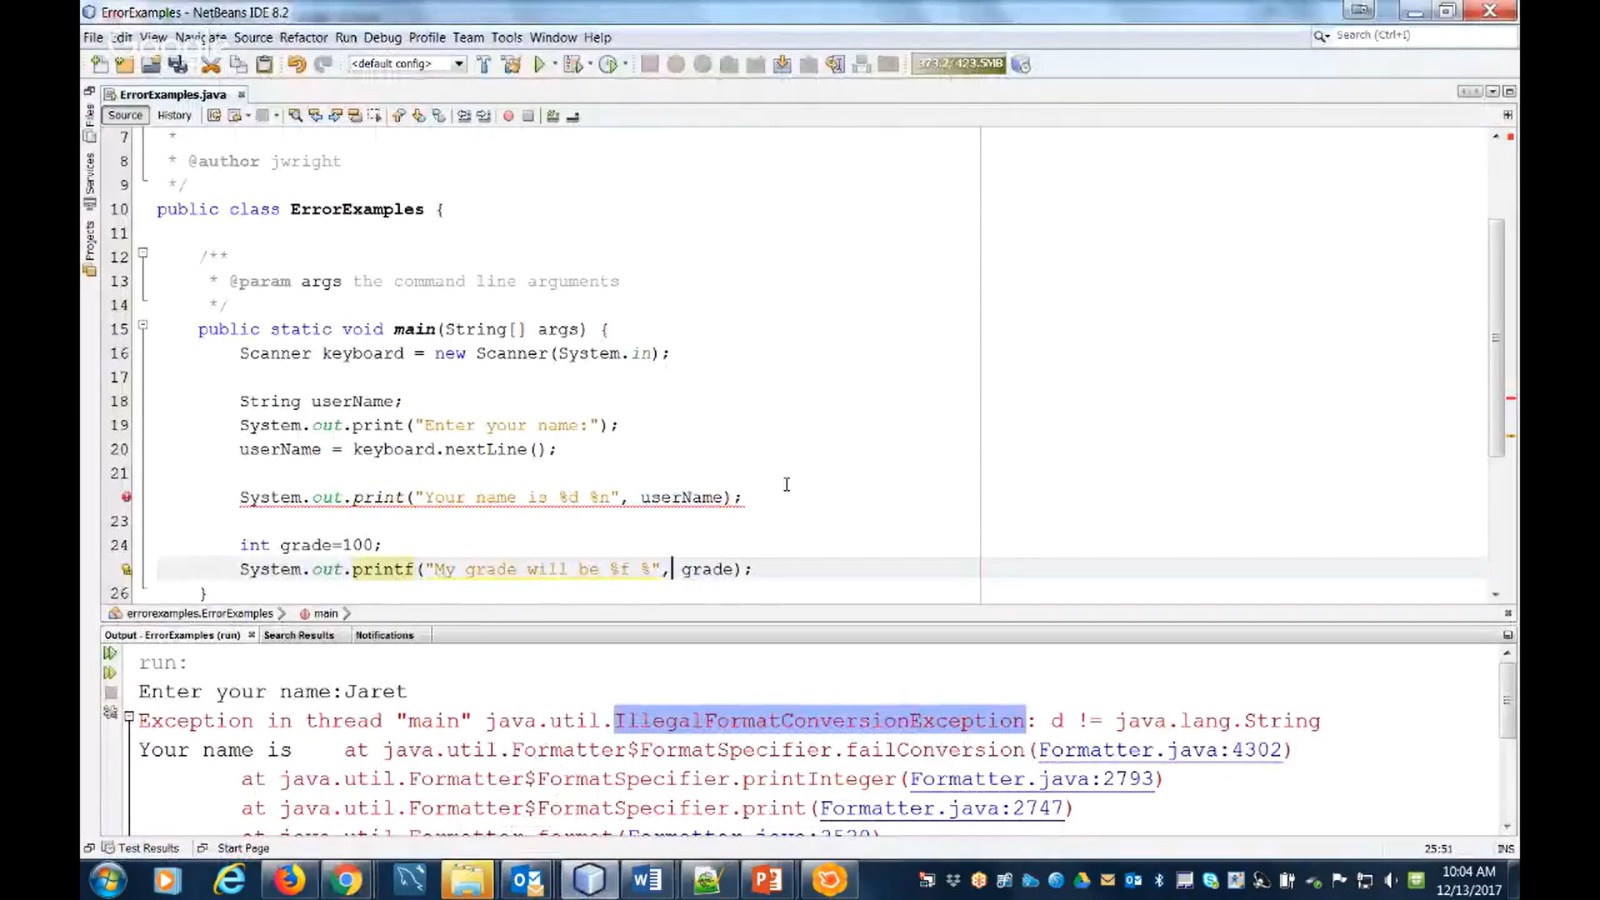 ErrorExamples - NetBeans IDE 8.2
File Edit View Navigate Source Refactor Run Debug Profile Team Tools Window Help
Search (Ctrl+I)
<default config>
373.2/423.5MB
ErrorExamples.java
Source History
Files
Services
Projects
7 *
8 * @author jwright
9 */
10 public class ErrorExamples {
11
12 /**
13 * @param args the command line arguments
14 */
15 public static void main(String[] args) {
16 Scanner keyboard = new Scanner(System.in);
17
18 String userName;
19 System.out.print("Enter your name:");
20 userName = keyboard.nextLine();
21
System.out.print("Your name is %d %n", userName);
23
24 int grade=100;
System.out.printf("My grade will be %f %", grade);
26 }
errorexamples.ErrorExamples main
Output - ErrorExamples (run) Search Results Notifications
run:
Enter your name:Jaret
Exception in thread "main" java.util.IllegalFormatConversionException: d != java.lang.String
Your name is at java.util.Formatter$FormatSpecifier.failConversion(Formatter.java:4302)
at java.util.Formatter$FormatSpecifier.printInteger(Formatter.java:2793)
at java.util.Formatter$FormatSpecifier.print(Formatter.java:2747)
at java.util.Formatter.format(Formatter.java:2520)
Test Results Start Page
25:51 INS
10:04 AM
12/13/2017